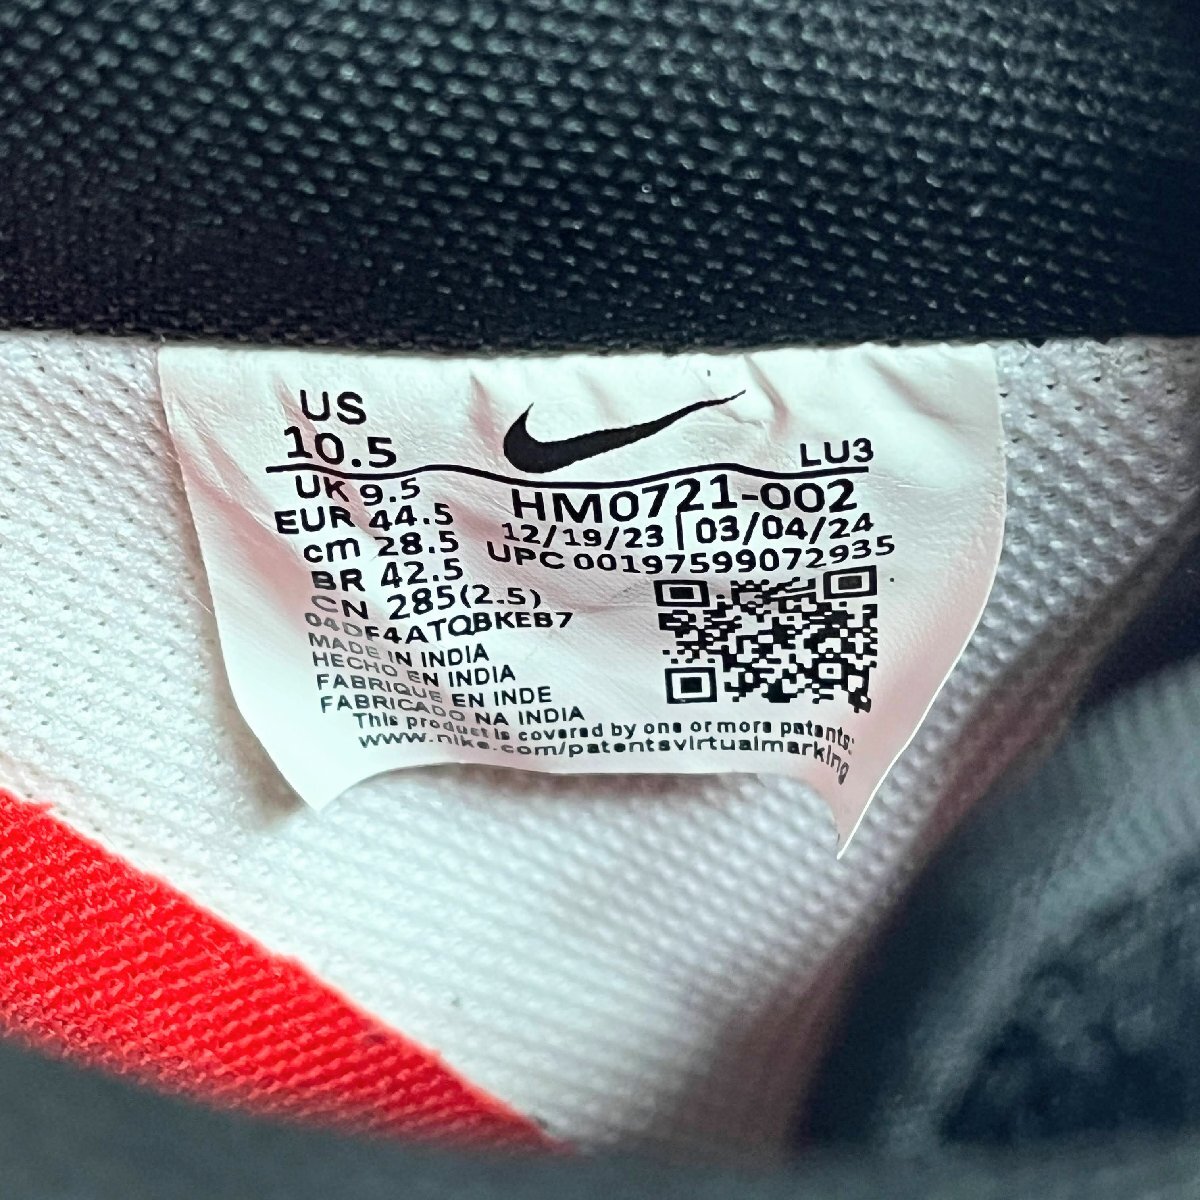 US
10.5
LU3
UK 9.5
EUR 44.5
cm 28.5
BR 42.5
CN 285(2.5)
HM0721-002
12/19/23 03/04/24
UPC 00197599072935
04DF4ATQBKEB7
MADE IN INDIA
HECHO EN INDIA
FABRIQUE EN INDE
FABRICADO NA INDIA
This product is covered by one or more patents:
www.nike.com/patentsvirtualmarking